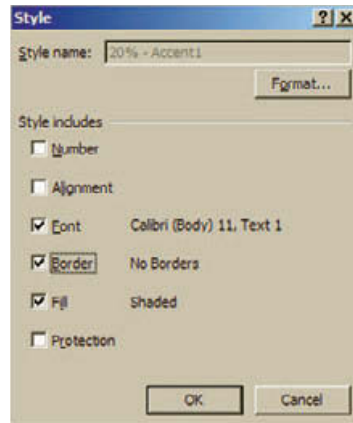 Style
Style name: 20% - Accent1
Format...
Style includes
Number
Alignment
Font Calibri (Body) 11, Text 1
Border No Borders
Fill Shaded
Protection
OK Cancel